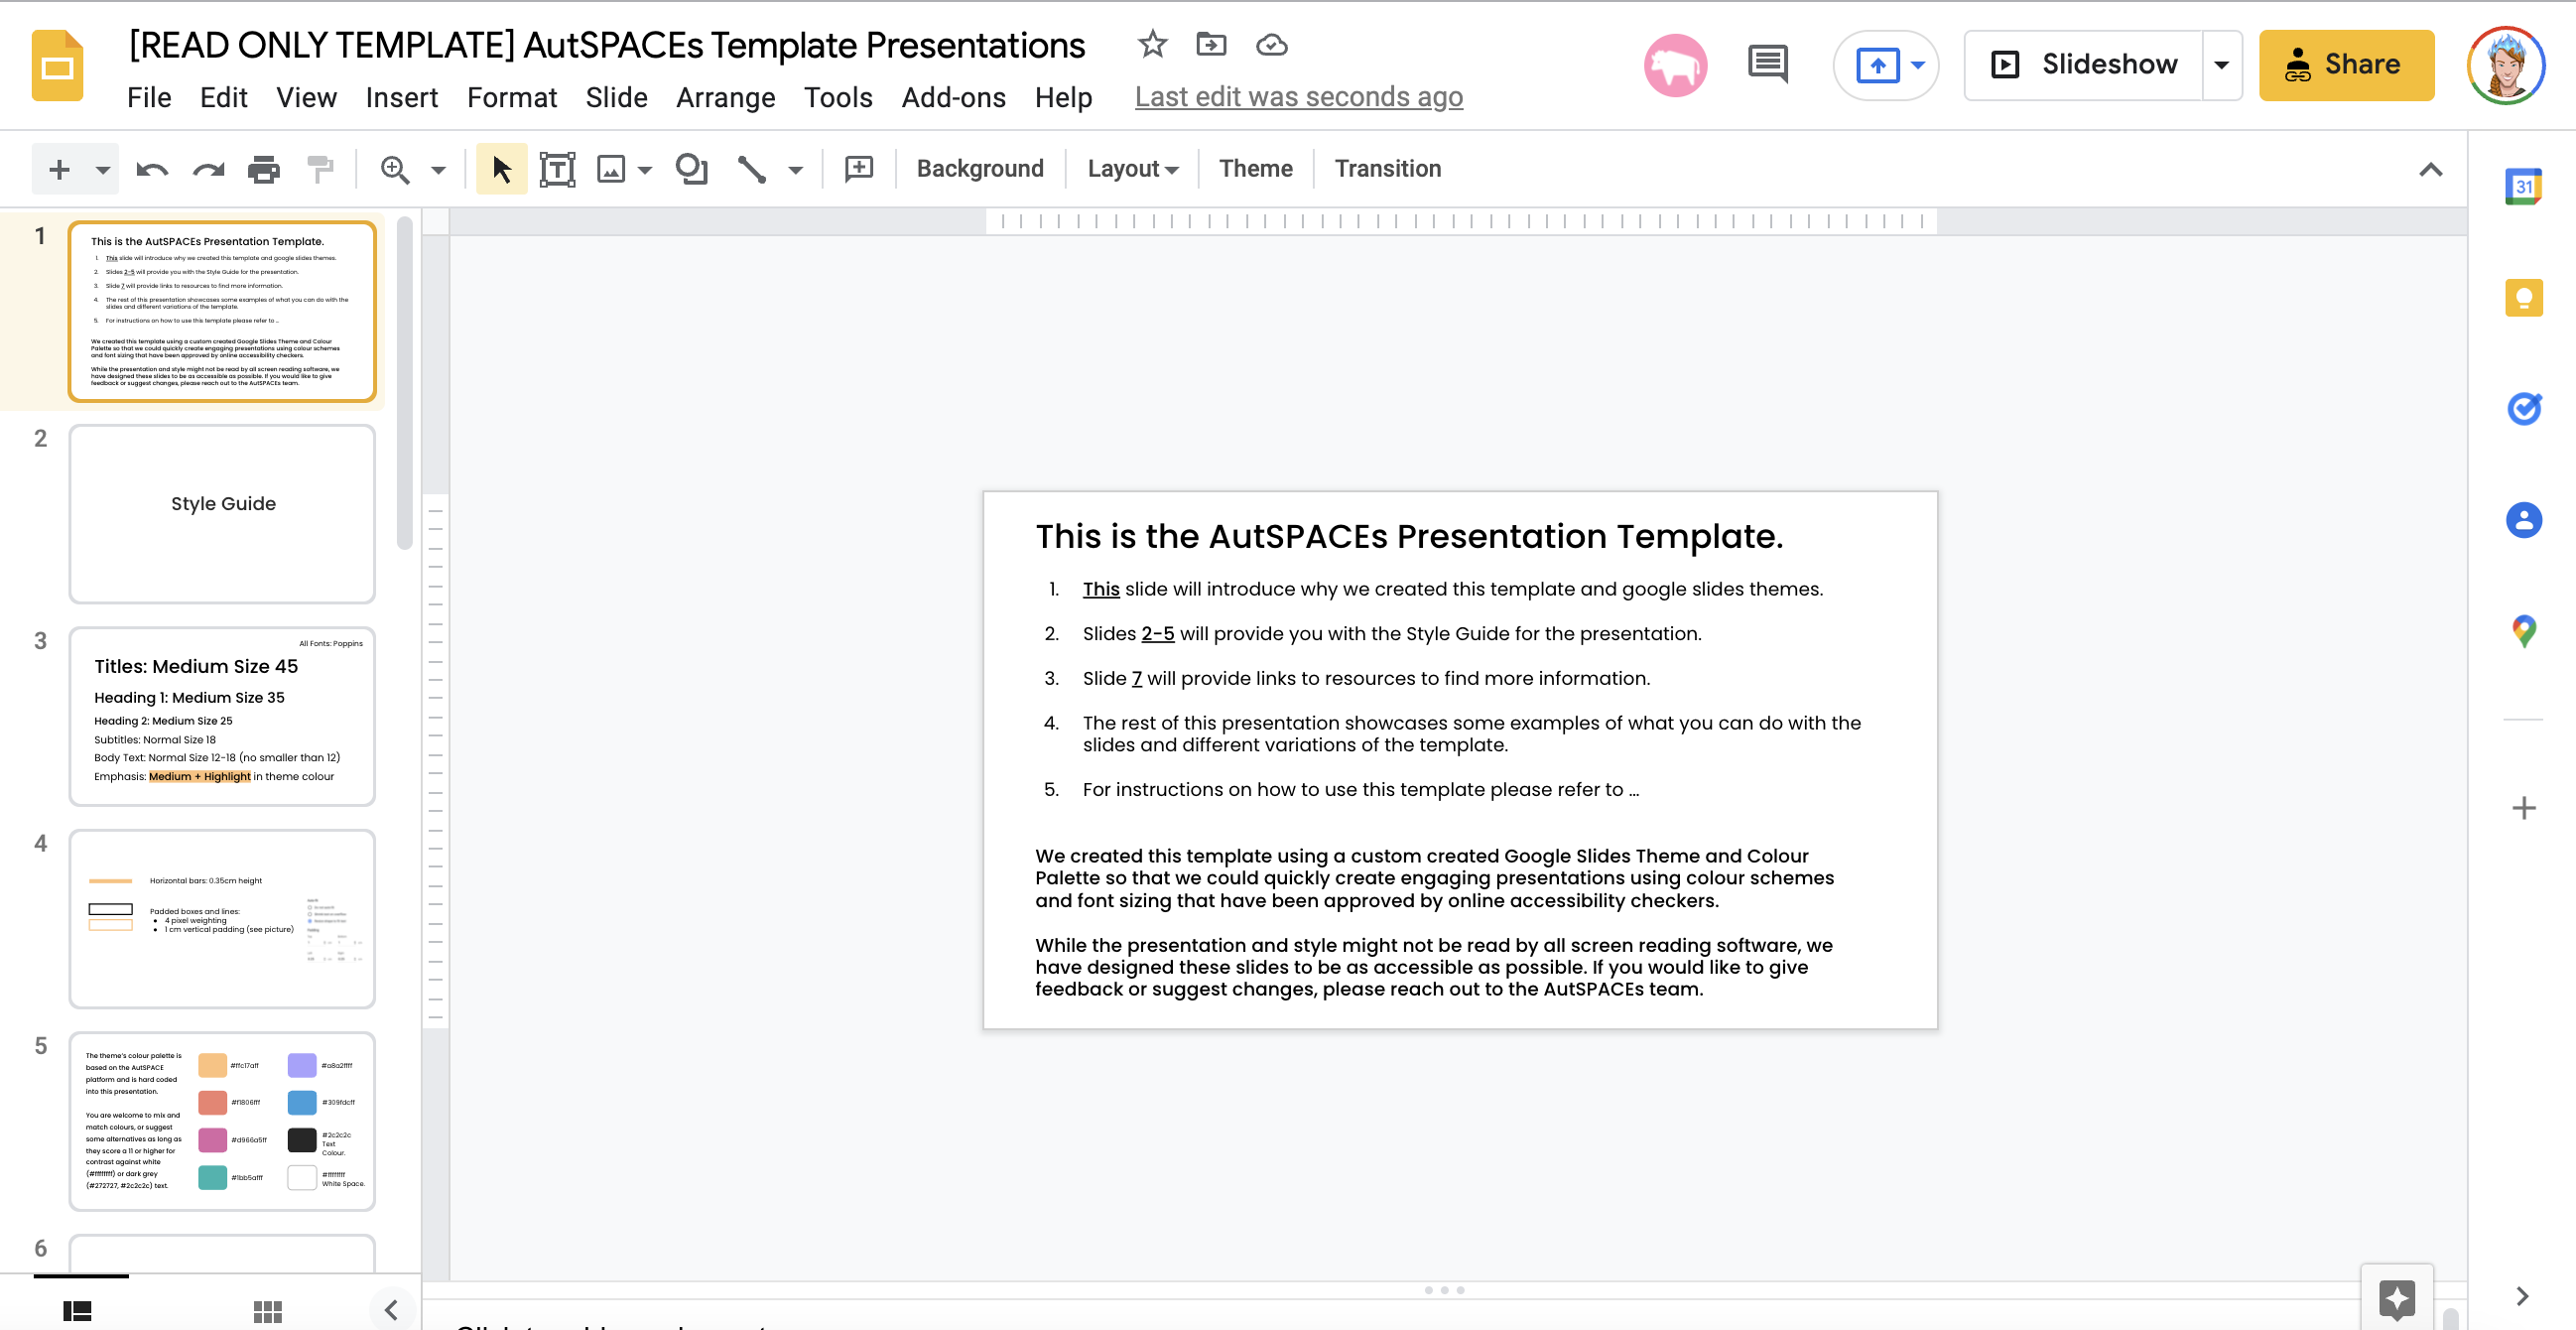 [READ ONLY TEMPLATE] AutSPACEs Template Presentations
File Edit View Insert Format Slide Arrange Tools Add-ons Help Last edit was seconds ago
Slideshow
Share
Background Layout Theme Transition
31
1
This is the AutSPACEs Presentation Template.
1. This slide will introduce why we created this template and google slides themes.
2. Slides 2-5 will provide you with the Style Guide for the presentation.
3. Slide 7 will provide links to resources to find more information.
4. The rest of this presentation showcases some examples of what you can do with the
slides and different variations of the template.
5. For instructions on how to use this template please refer to ...
We created this template using a custom created Google Slides Theme and Colour
Palette so that we could quickly create engaging presentations using colour schemes
and font sizing that have been approved by online accessibility checkers.
While the presentation and style might not be read by all screen reading software, we
have designed these slides to be as accessible as possible. If you would like to give
feedback or suggest changes, please reach out to the AutSPACEs team.
2
Style Guide
3
All Fonts: Poppins
Titles: Medium Size 45
Heading 1: Medium Size 35
Heading 2: Medium Size 25
Subtitles: Normal Size 18
Body Text: Normal Size 12-18 (no smaller than 12)
Emphasis: Medium + Highlight in theme colour
4
Horizontal bars: 0.35cm height
Padded boxes and lines:
• 4 pixel weighting
• 1 cm vertical padding (see picture)
5
The theme's colour palette is
based on the AutSPACE
platform and is hard coded
into this presentation.
You are welcome to mix and
match colours, or suggest
some alternatives as long as
they score a 11 or higher for
contrast against white
(#ffffffff) or dark grey
(#272727, #2c2c2c) text.
#ffc17aff
#a8a2ffff
#f1806fff
#309fdcff
#d966a5ff
#2c2c2c
Text
Colour.
#1bb5afff
#ffffffff
White Space.
6
This is the AutSPACEs Presentation Template.
1. This slide will introduce why we created this template and google slides themes.
2. Slides 2-5 will provide you with the Style Guide for the presentation.
3. Slide 7 will provide links to resources to find more information.
4. The rest of this presentation showcases some examples of what you can do with the
slides and different variations of the template.
5. For instructions on how to use this template please refer to ...
We created this template using a custom created Google Slides Theme and Colour
Palette so that we could quickly create engaging presentations using colour schemes
and font sizing that have been approved by online accessibility checkers.
While the presentation and style might not be read by all screen reading software, we
have designed these slides to be as accessible as possible. If you would like to give
feedback or suggest changes, please reach out to the AutSPACEs team.